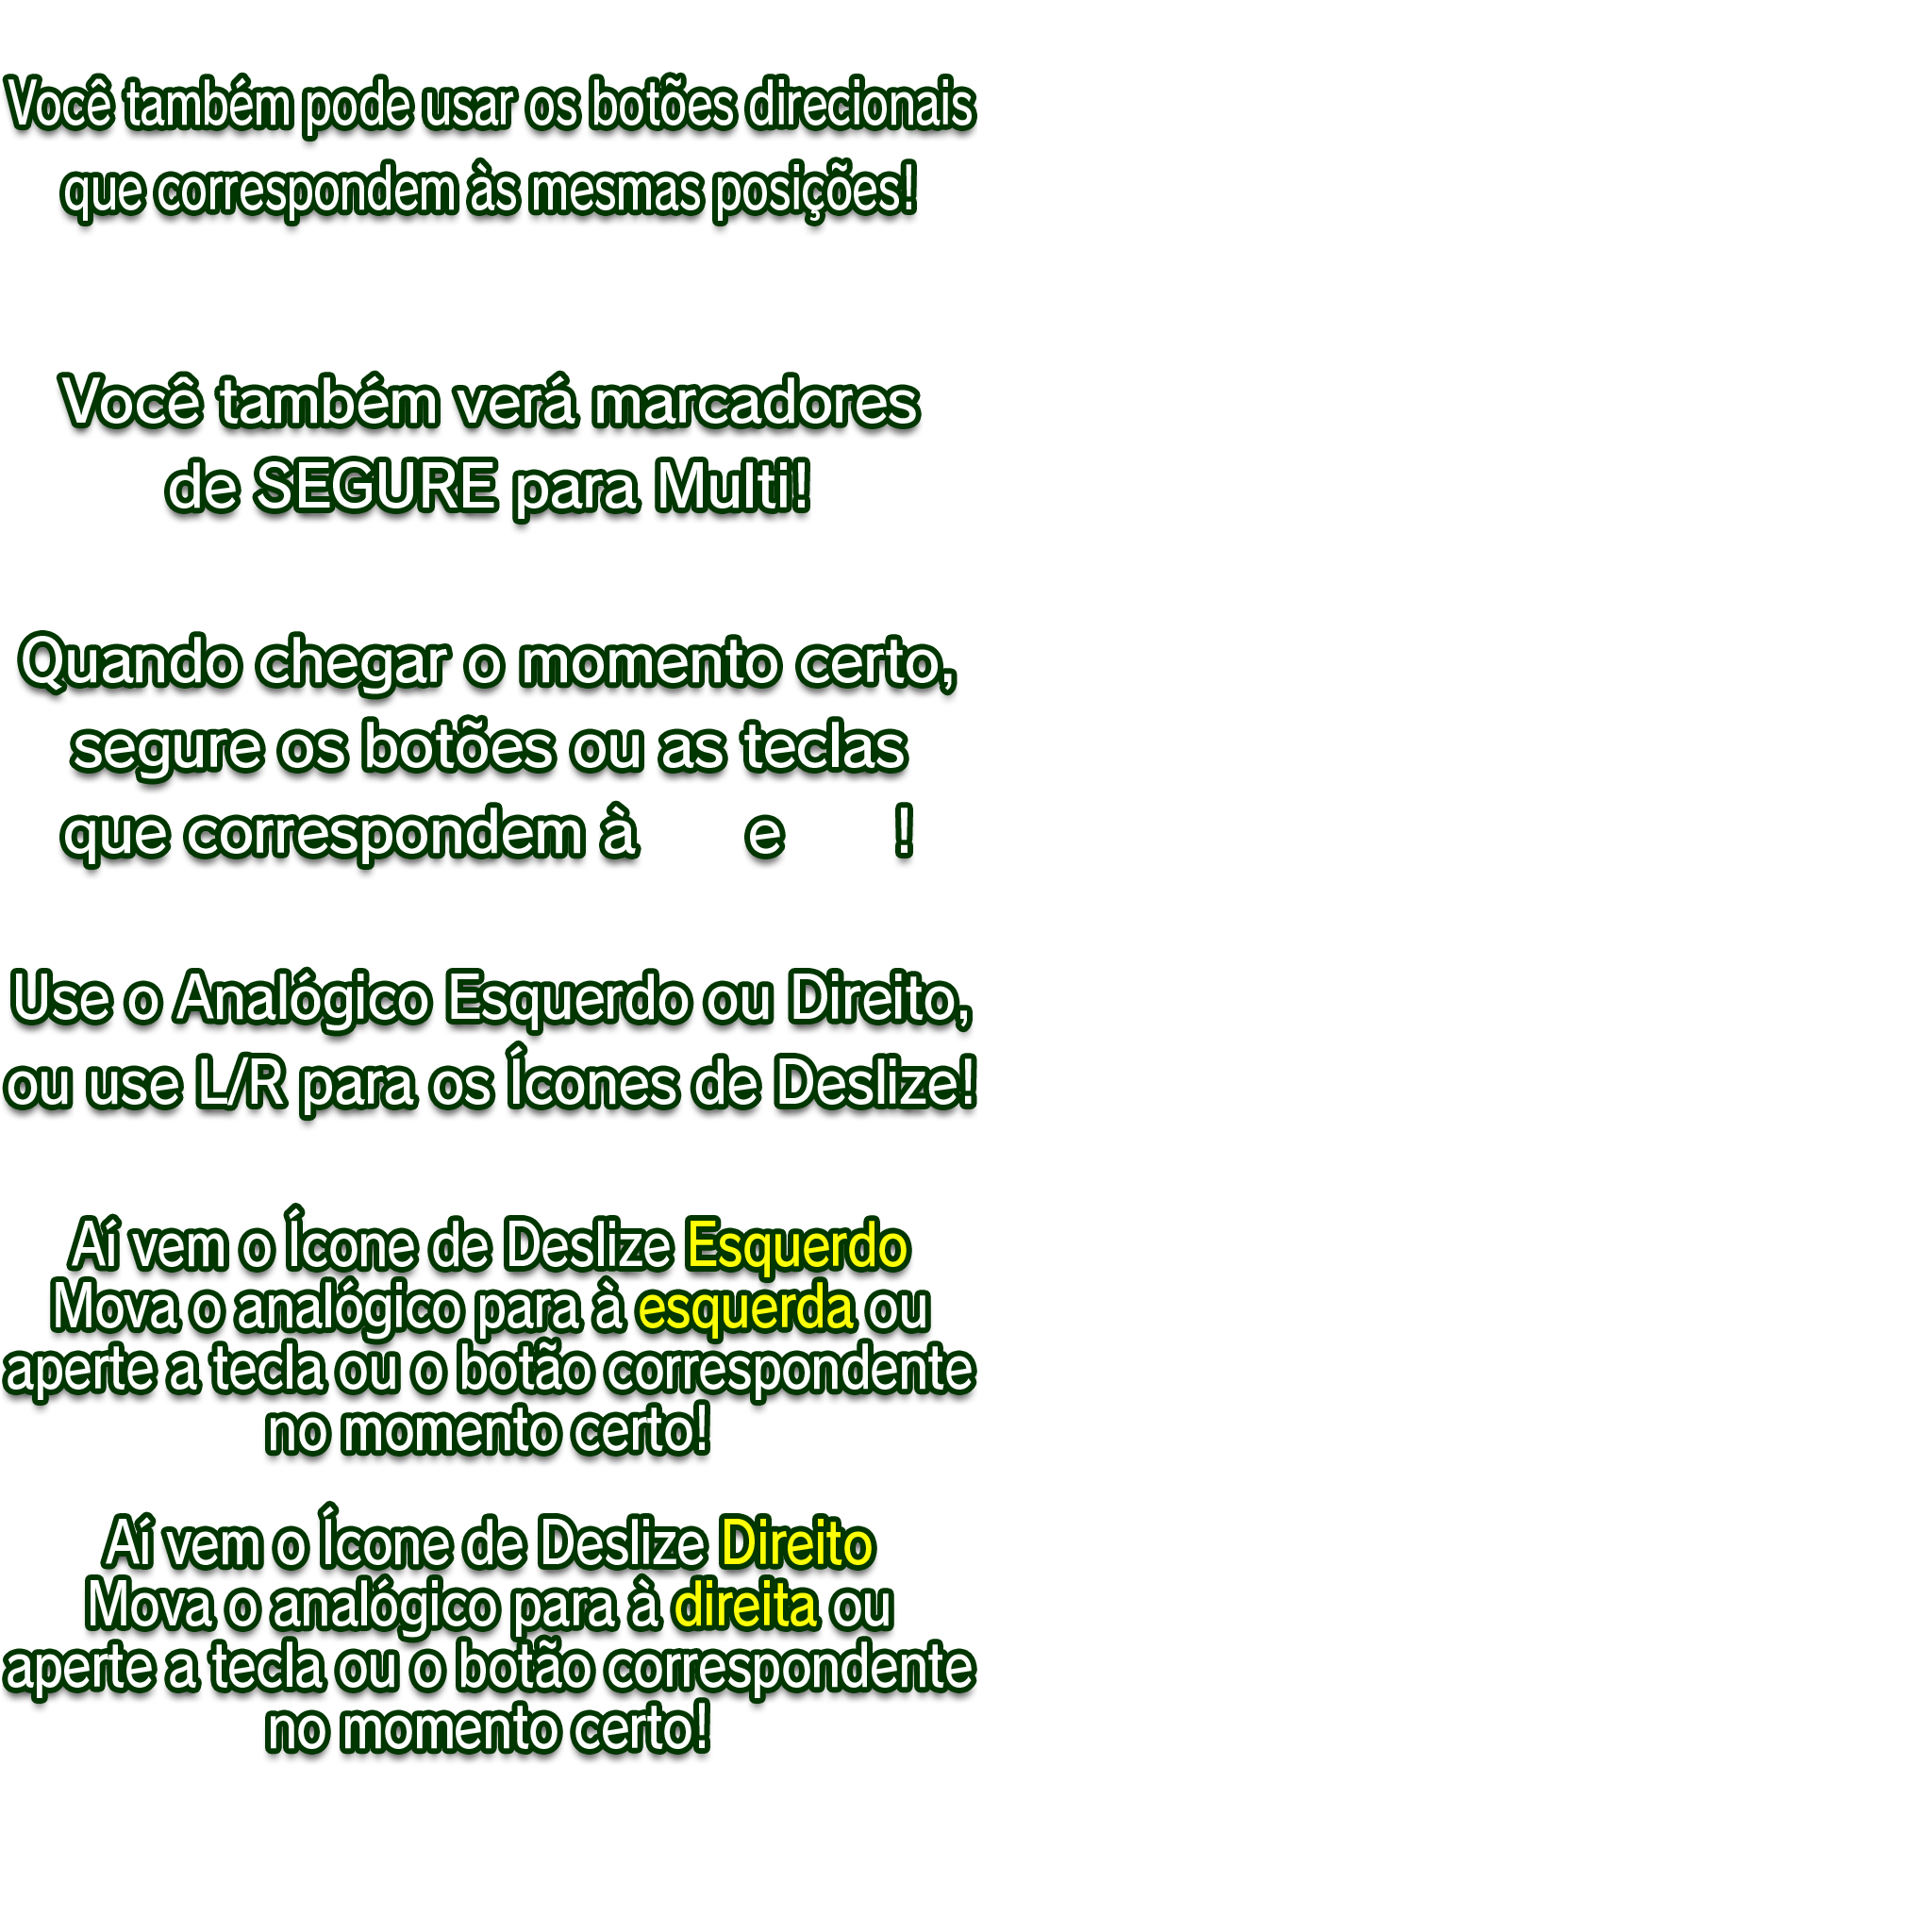 Você também pode usar os botões direcionais
que correspondem às mesmas posições!
Você também verá marcadores
de SEGURE para Multi!
Quando chegar o momento certo,
segure os botões ou as teclas
que correspondem à e !
Use o Analógico Esquerdo ou Direito,
ou use L/R para os Ícones de Deslize!
Aí vem o Ícone de Deslize Esquerdo
Mova o analógico para à esquerda ou
aperte a tecla ou o botão correspondente
no momento certo!
Aí vem o Ícone de Deslize Direito
Mova o analógico para à direita ou
aperte a tecla ou o botão correspondente
no momento certo!